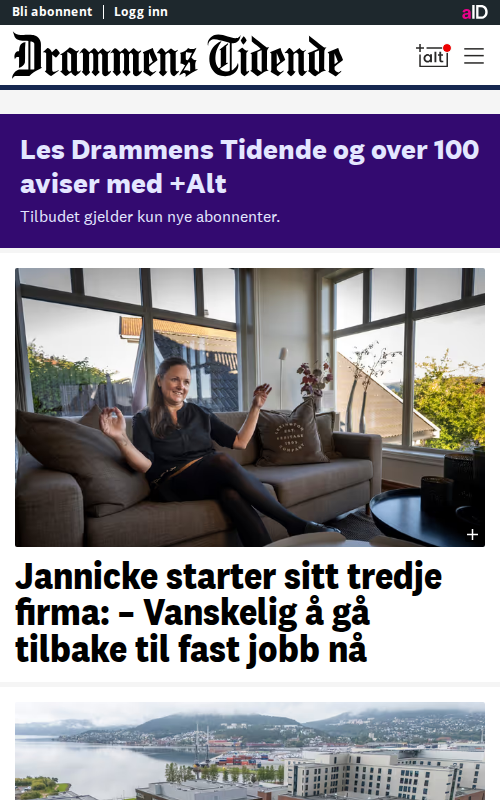 Bli abonnent
Logg inn
aID
Drammens Tidende
+alt
Les Drammens Tidende og over 100
aviser med +Alt
Tilbudet gjelder kun nye abonnenter.
Jannicke starter sitt tredje
firma: – Vanskelig å gå
tilbake til fast jobb nå